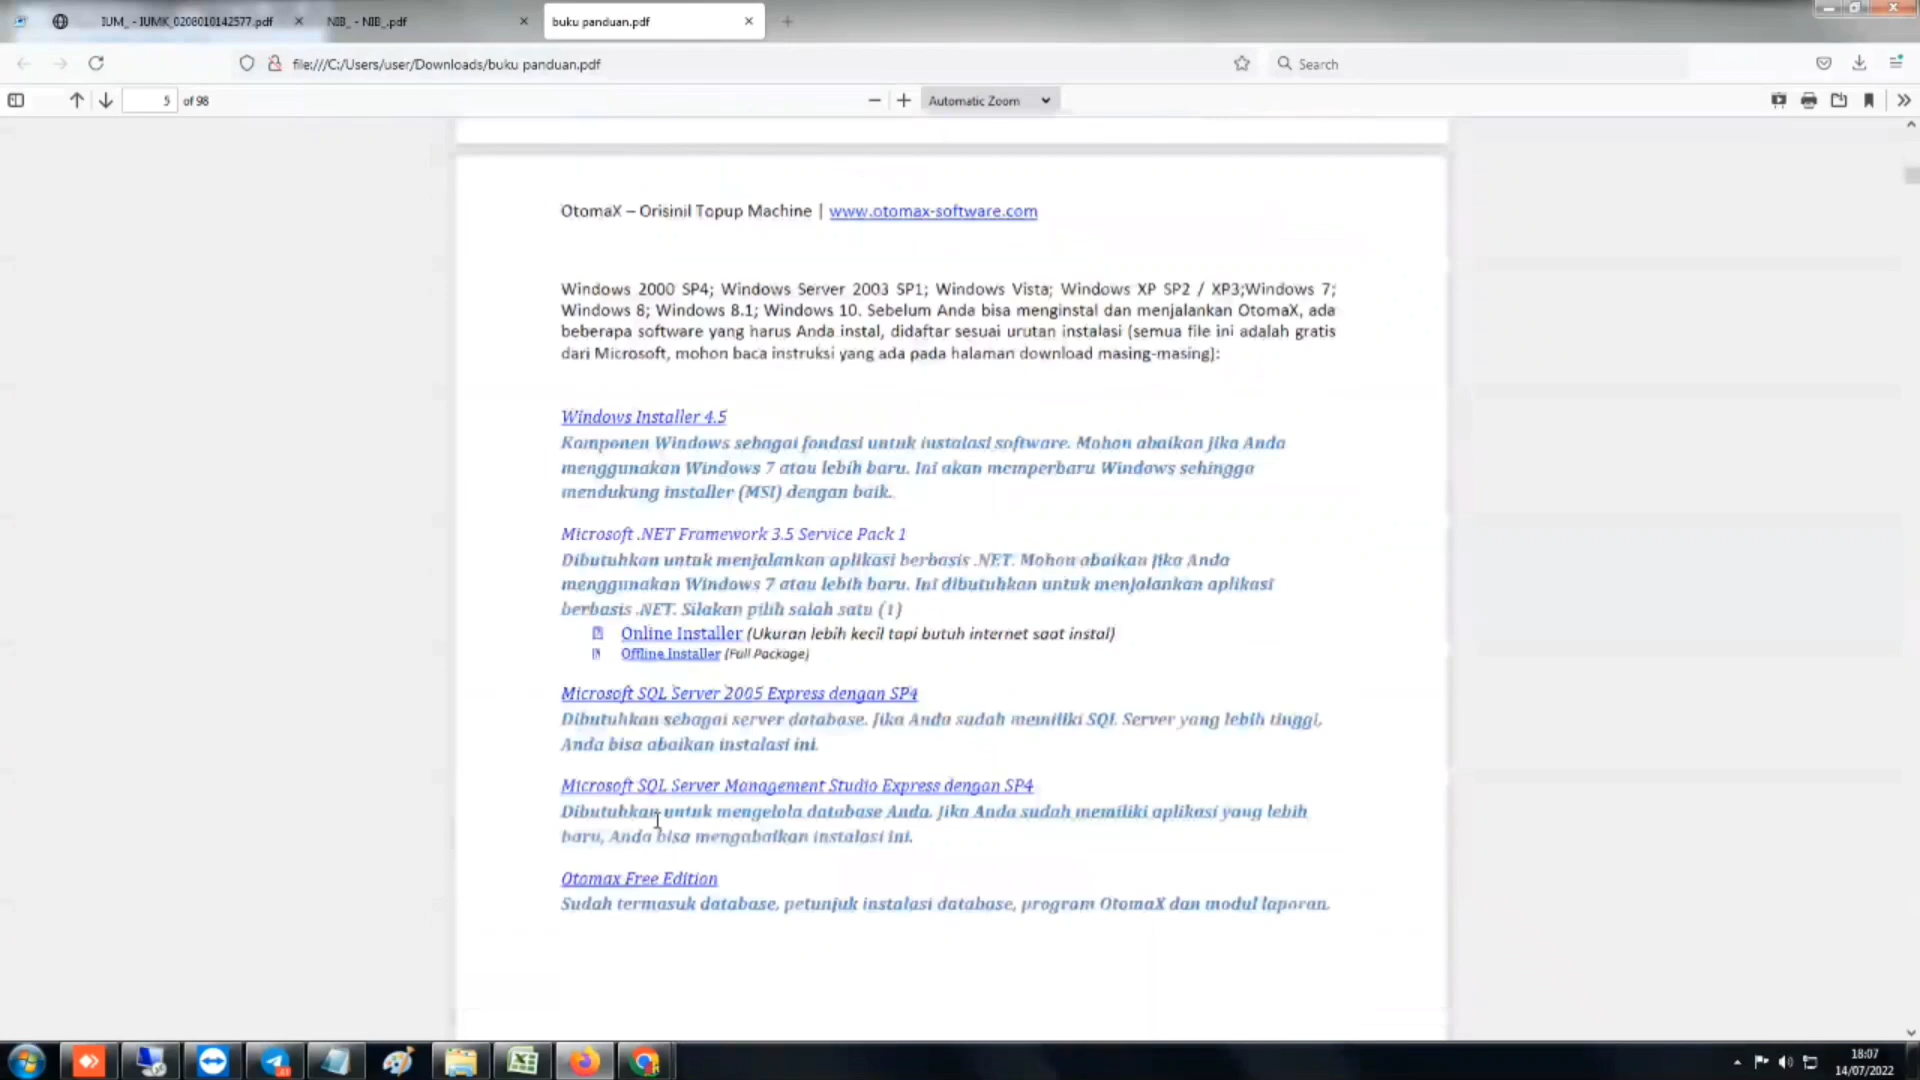 IUM_ - IUMK_0208010142577.pdf
NIB_ - NIB_.pdf
buku panduan.pdf
file:///C:/Users/user/Downloads/buku panduan.pdf
Search
5 of 98
Automatic Zoom
OtomaX – Orisinil Topup Machine | www.otomax-software.com
Windows 2000 SP4; Windows Server 2003 SP1; Windows Vista; Windows XP SP2 / XP3;Windows 7;
Windows 8; Windows 8.1; Windows 10. Sebelum Anda bisa menginstal dan menjalankan OtomaX, ada
beberapa software yang harus Anda instal, didaftar sesuai urutan instalasi (semua file ini adalah gratis
dari Microsoft, mohon baca instruksi yang ada pada halaman download masing-masing):
Windows Installer 4.5
Komponen Windows sebagai fondasi untuk instalasi software. Mohon abaikan jika Anda
menggunakan Windows 7 atau lebih baru. Ini akan memperbaru Windows sehingga
mendukung installer (MSI) dengan baik.
Microsoft .NET Framework 3.5 Service Pack 1
Dibutuhkan untuk menjalankan aplikasi berbasis .NET. Mohon abaikan jika Anda
menggunakan Windows 7 atau lebih baru. Ini dibutuhkan untuk menjalankan aplikasi
berbasis .NET. Silakan pilih salah satu (1)
Online Installer (Ukuran lebih kecil tapi butuh internet saat instal)
Offline Installer (Full Package)
Microsoft SQL Server 2005 Express dengan SP4
Dibutuhkan sebagai server database. Jika Anda sudah memiliki SQL Server yang lebih tinggi,
Anda bisa abaikan instalasi ini.
Microsoft SQL Server Management Studio Express dengan SP4
Dibutuhkan untuk mengelola database Anda. Jika Anda sudah memiliki aplikasi yang lebih
baru, Anda bisa mengabaikan instalasi ini.
Otomax Free Edition
Sudah termasuk database, petunjuk instalasi database, program OtomaX dan modul laporan.
18:07
14/07/2022